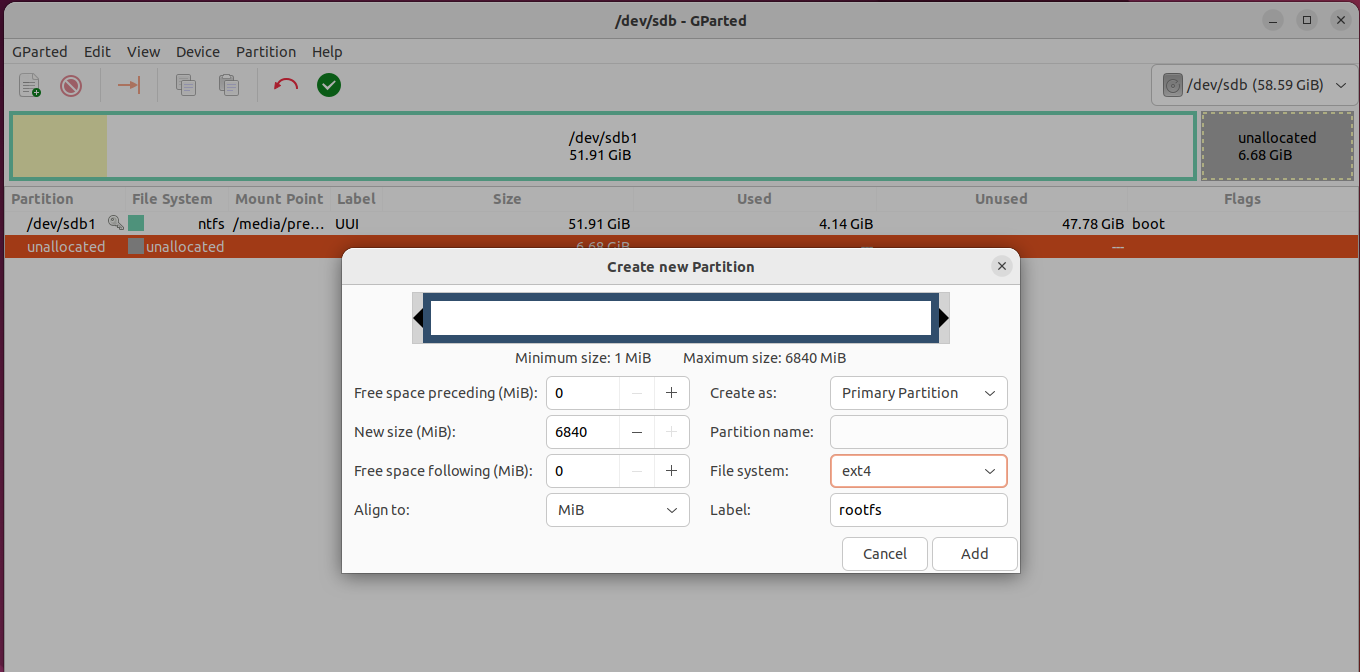 /dev/sdb - GParted
GParted Edit View Device Partition Help
/dev/sdb (58.59 GiB)
/dev/sdb1
51.91 GiB
unallocated
6.68 GiB
Partition File System Mount Point Label Size Used Unused Flags
/dev/sdb1 ntfs /media/pre... UUI 51.91 GiB 4.14 GiB 47.78 GiB boot
unallocated unallocated 6.68 GiB --- ---
Create new Partition
Minimum size: 1 MiB Maximum size: 6840 MiB
Free space preceding (MiB): 0 Create as: Primary Partition
New size (MiB): 6840 Partition name:
Free space following (MiB): 0 File system: ext4
Align to: MiB Label: rootfs
Cancel Add